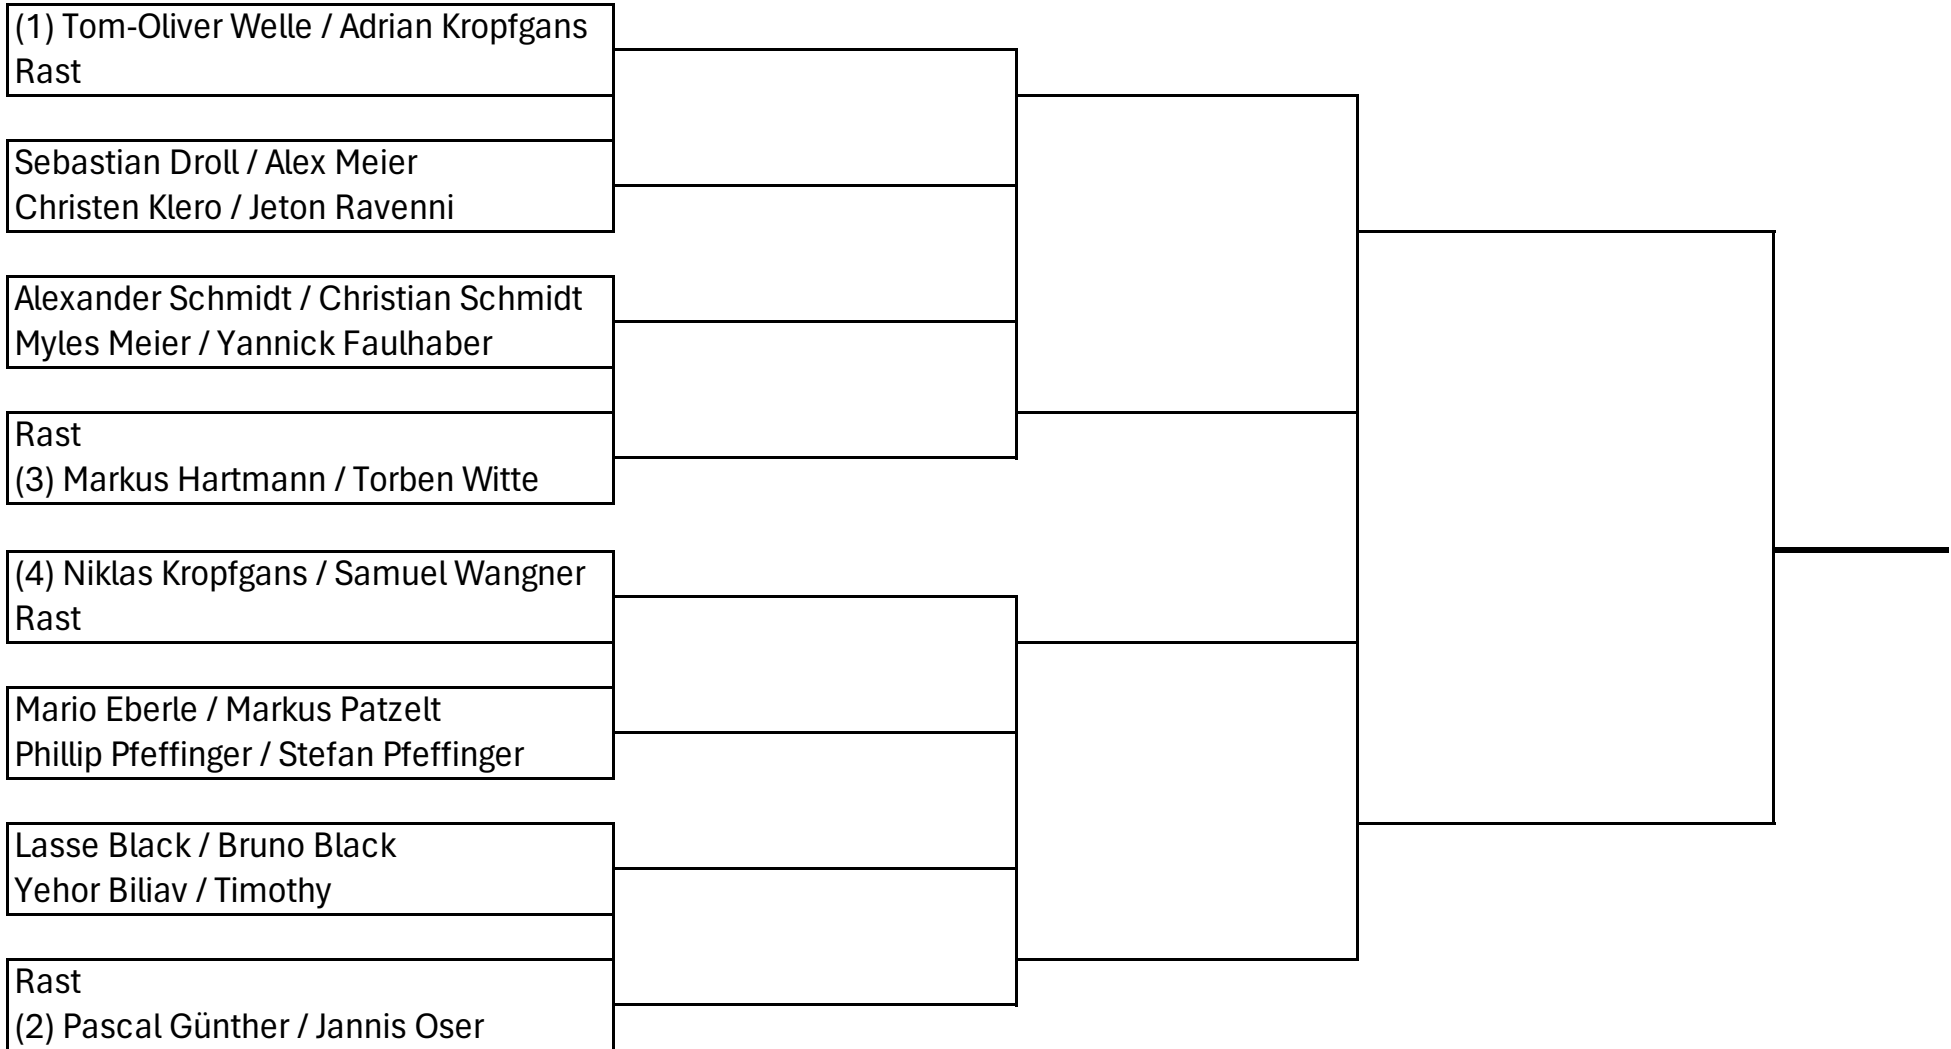 (1) Tom-Oliver Welle / Adrian Kropfgans
Rast
Sebastian Droll / Alex Meier
Christen Klero / Jeton Ravenni
Alexander Schmidt / Christian Schmidt
Myles Meier / Yannick Faulhaber
Rast
(3) Markus Hartmann / Torben Witte
(4) Niklas Kropfgans / Samuel Wangner
Rast
Mario Eberle / Markus Patzelt
Phillip Pfeffinger / Stefan Pfeffinger
Lasse Black / Bruno Black
Yehor Biliav / Timothy
Rast
(2) Pascal Günther / Jannis Oser